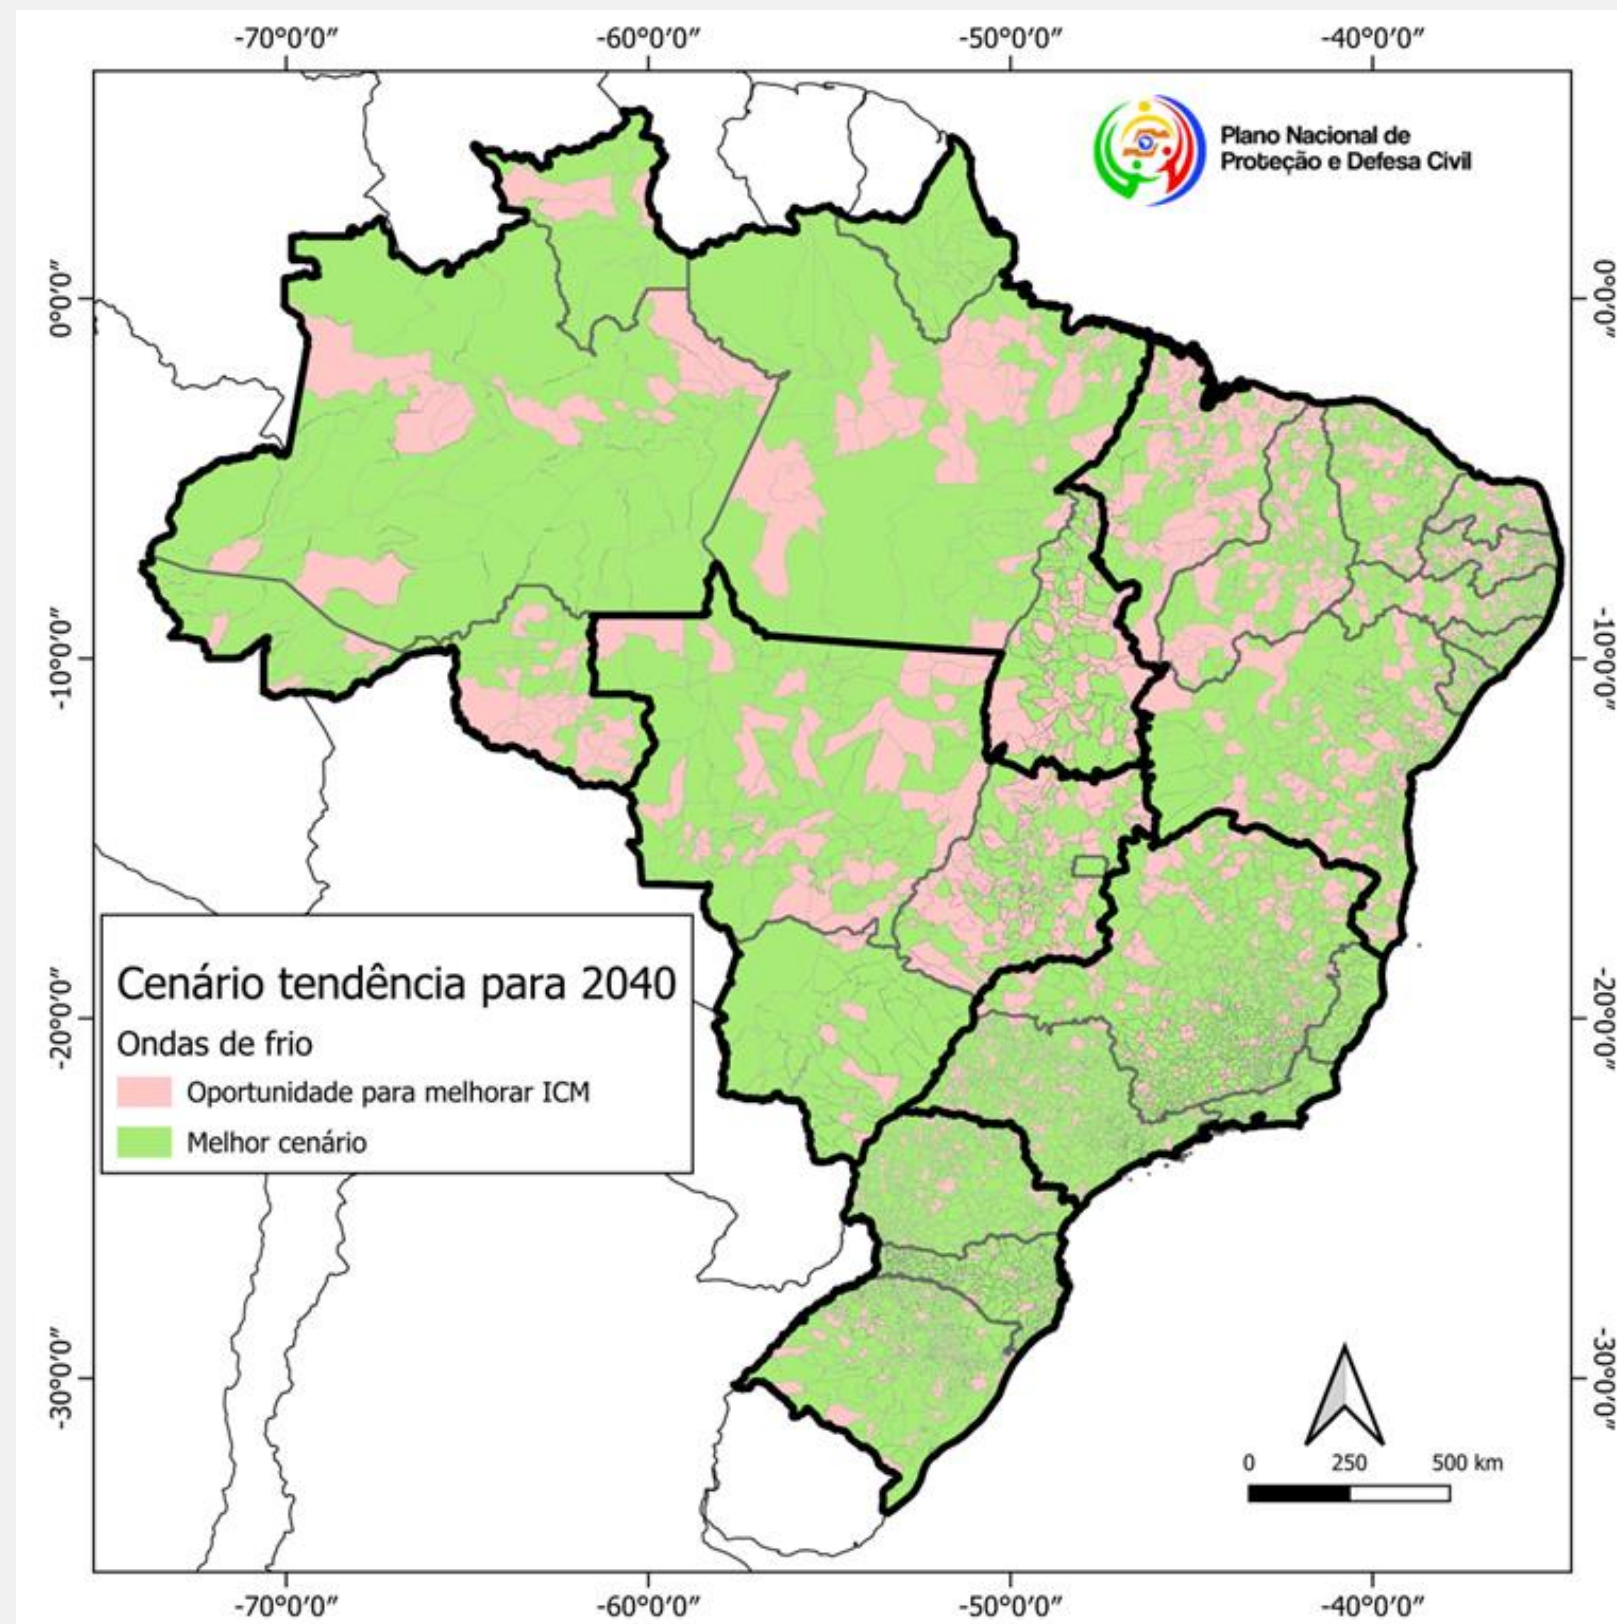 -70°0′0″ -60°0′0″ -50°0′0″ -40°0′0″
Plano Nacional de
Proteção e Defesa Civil
0°0′0″ 0°0′0″
-10°0′0″ -10°0′0″
Cenário tendência para 2040
Ondas de frio
-20°0′0″ -20°0′0″
Oportunidade para melhorar ICM
Melhor cenário
-30°0′0″ -30°0′0″
0 250 500 km
-70°0′0″ -60°0′0″ -50°0′0″ -40°0′0″